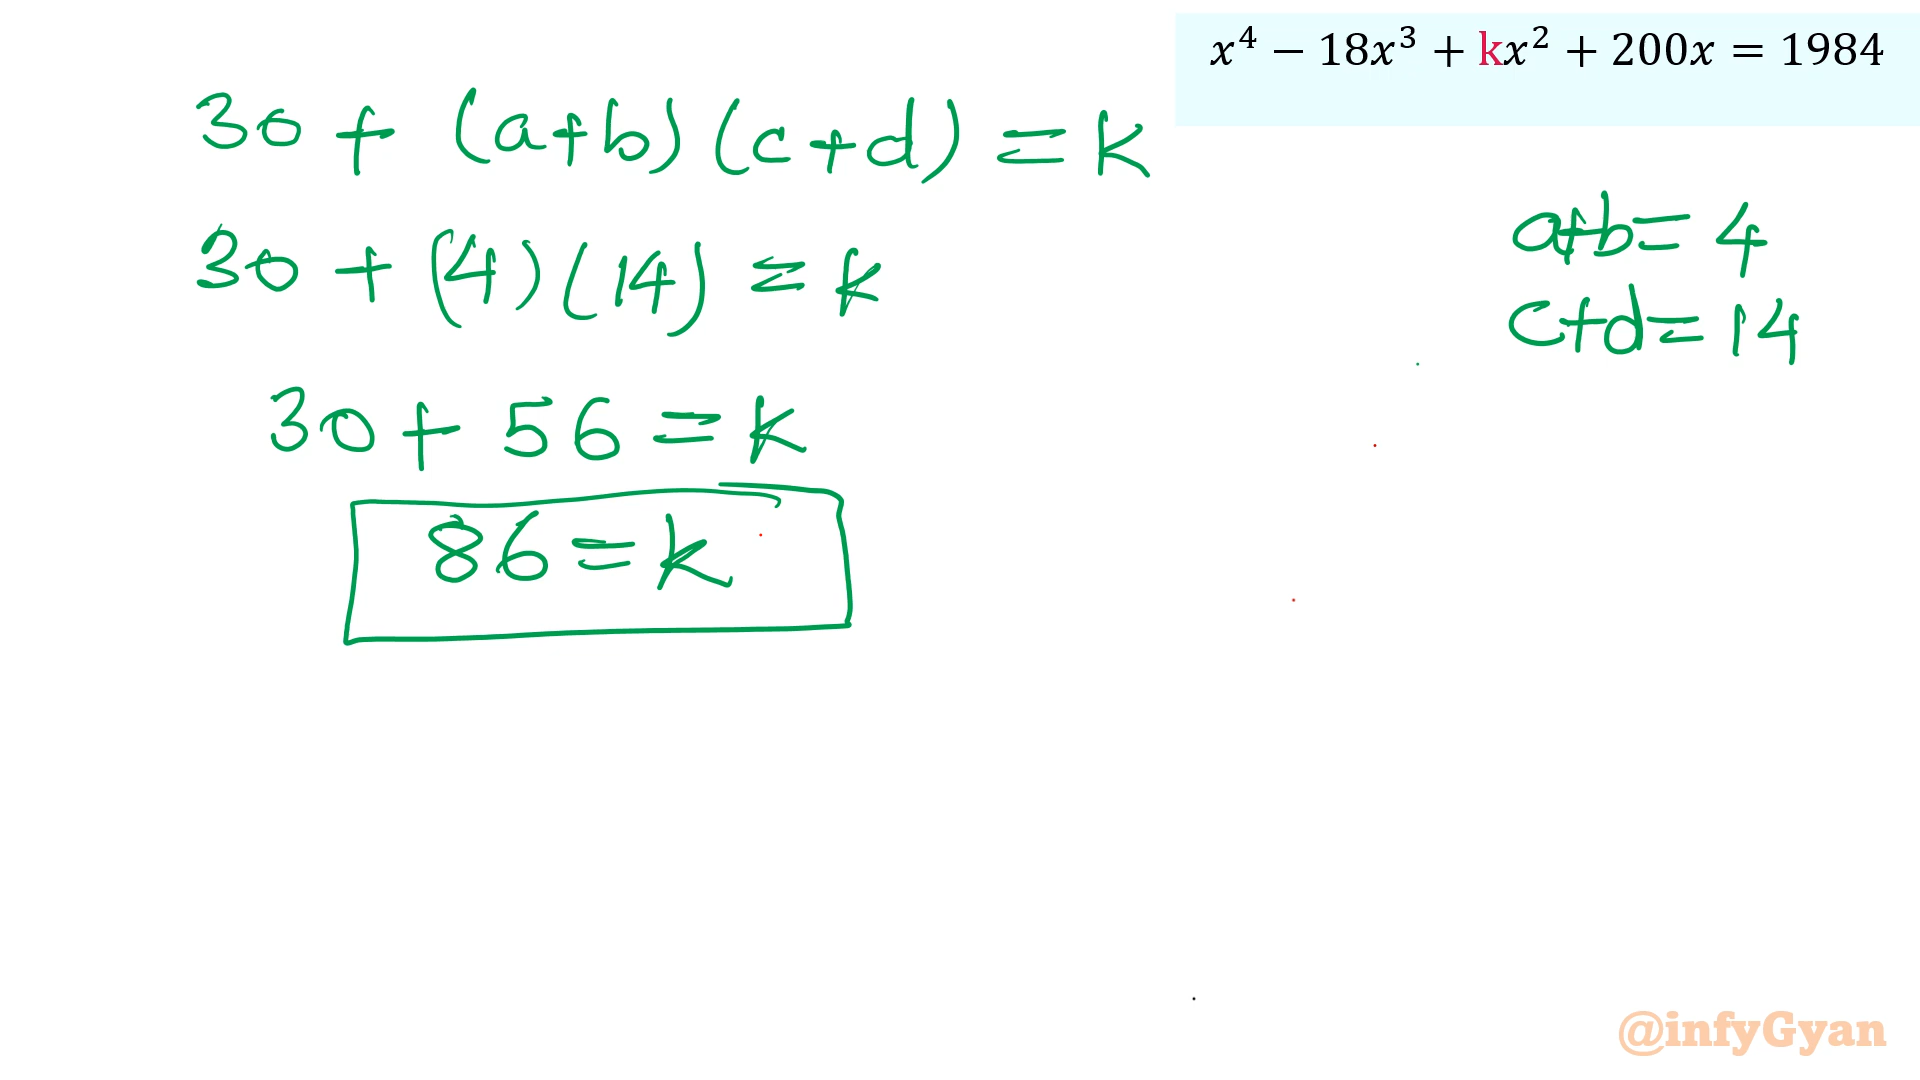 x⁴ − 18x³ + kx² + 200x = 1984
30 + (a+b)(c+d) = k
30 + (4)(14) = k
30 + 56 = k
86 = k
a+b = 4
c+d = 14
@infyGyan